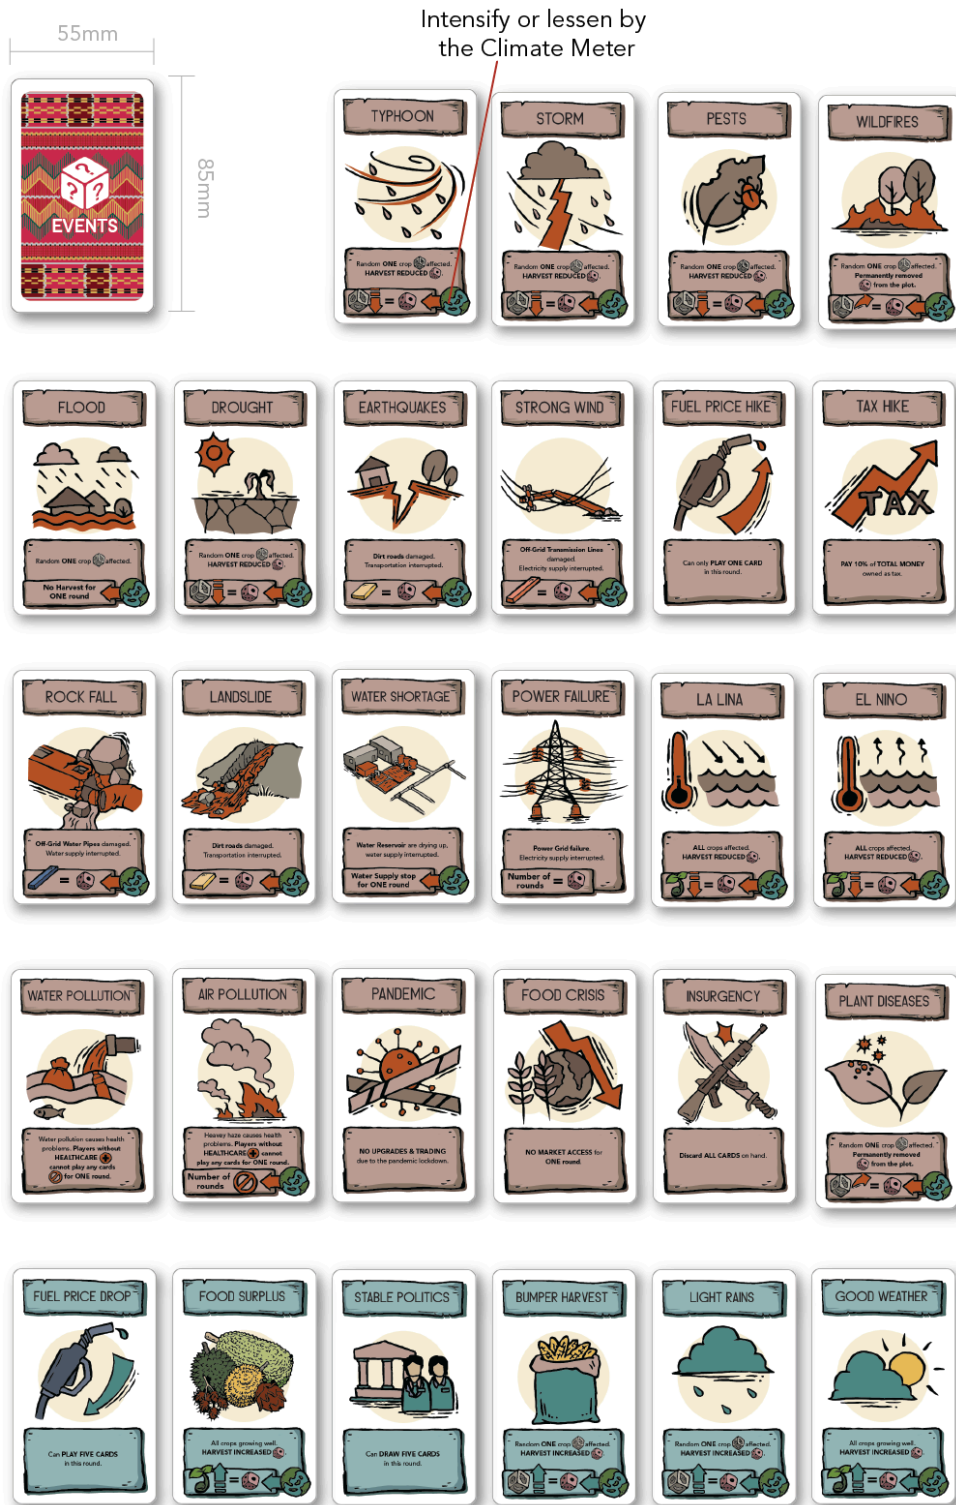 Intensify or lessen by
the Climate Meter
55mm
85mm
?
? ?
EVENTS
TYPHOON
Random ONE crop affected.
HARVEST REDUCED
=
STORM
Random ONE crop affected.
HARVEST REDUCED
=
PESTS
Random ONE crop affected.
HARVEST REDUCED
=
WILDFIRES
Random ONE crop affected.
Permanently removed
from the plot.
=
FLOOD
Random ONE crop affected.
No Harvest for
ONE round
DROUGHT
Random ONE crop affected.
HARVEST REDUCED
=
EARTHQUAKES
Dirt roads damaged.
Transportation interrupted.
=
STRONG WIND
Off-Grid Transmission Lines
damaged.
Electricity supply interrupted.
=
FUEL PRICE HIKE
Can only PLAY ONE CARD
in this round.
TAX HIKE
TAX
PAY 10% of TOTAL MONEY
owned as tax.
ROCK FALL
Off-Grid Water Pipes damaged.
Water supply interrupted.
=
LANDSLIDE
Dirt roads damaged.
Transportation interrupted.
=
WATER SHORTAGE
Water Reservoir are drying up,
water supply interrupted.
Water Supply stop
for ONE round
POWER FAILURE
Power Grid failure.
Electricity supply interrupted.
Number of
rounds =
LA LINA
ALL crops affected.
HARVEST REDUCED .
=
EL NINO
ALL crops affected.
HARVEST REDUCED .
=
WATER POLLUTION
Water pollution causes health
problems. Players without
HEALTHCARE
cannot play any cards
for ONE round.
AIR POLLUTION
Heavey haze causes health
problems. Players without
HEALTHCARE cannot
play any cards for ONE round.
Number of
rounds
PANDEMIC
NO UPGRADES & TRADING
due to the pandemic lockdown.
FOOD CRISIS
NO MARKET ACCESS for
ONE round.
INSURGENCY
Discard ALL CARDS on hand.
PLANT DISEASES
Random ONE crop affected.
Permanently removed
from the plot.
=
FUEL PRICE DROP
Can PLAY FIVE CARDS
in this round.
FOOD SURPLUS
All crops growing well.
HARVEST INCREASED
=
STABLE POLITICS
Can DRAW FIVE CARDS
in this round.
BUMPER HARVEST
Random ONE crop affected.
HARVEST INCREASED .
=
LIGHT RAINS
Random ONE crop affected.
HARVEST INCREASED .
=
GOOD WEATHER
All crops growing well.
HARVEST INCREASED
=